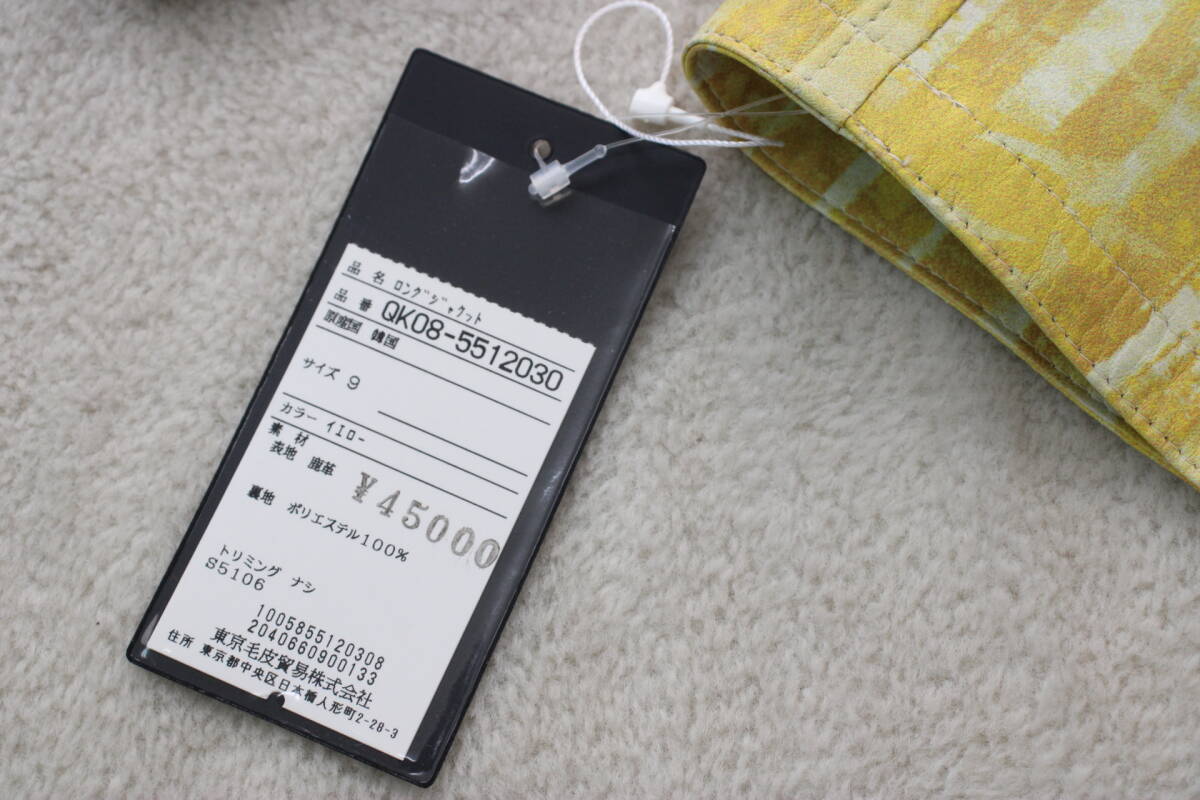 品 名 ロングジャケット
品 番 QK08-5512030
原産国 韓国
サイズ 9
カラー イエロー
素 材
表地 鹿革
¥45000
裏地 ポリエステル100%
トリミング ナシ
S5106
1005855120308
2040660900133
東京毛皮貿易株式会社
住所 東京都中央区日本橋人形町2-28-3